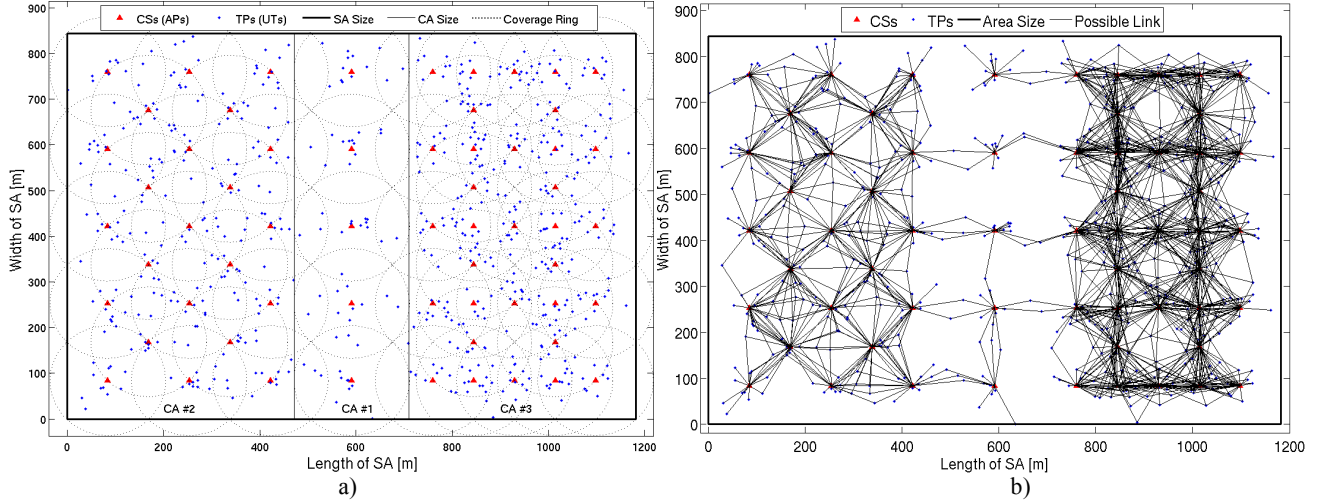 CSs (APs) TPs (UTs) SA Size CA Size Coverage Ring
900
800
700
600
500
400
300
200
100
0
Width of SA [m]
CA #2 CA #1 CA #3
0 200 400 600 800 1000 1200
Length of SA [m]
a)
CSs TPs Area Size Possible Link
900
800
700
600
500
400
300
200
100
0
Width of SA [m]
0 200 400 600 800 1000 1200
Length of SA [m]
b)